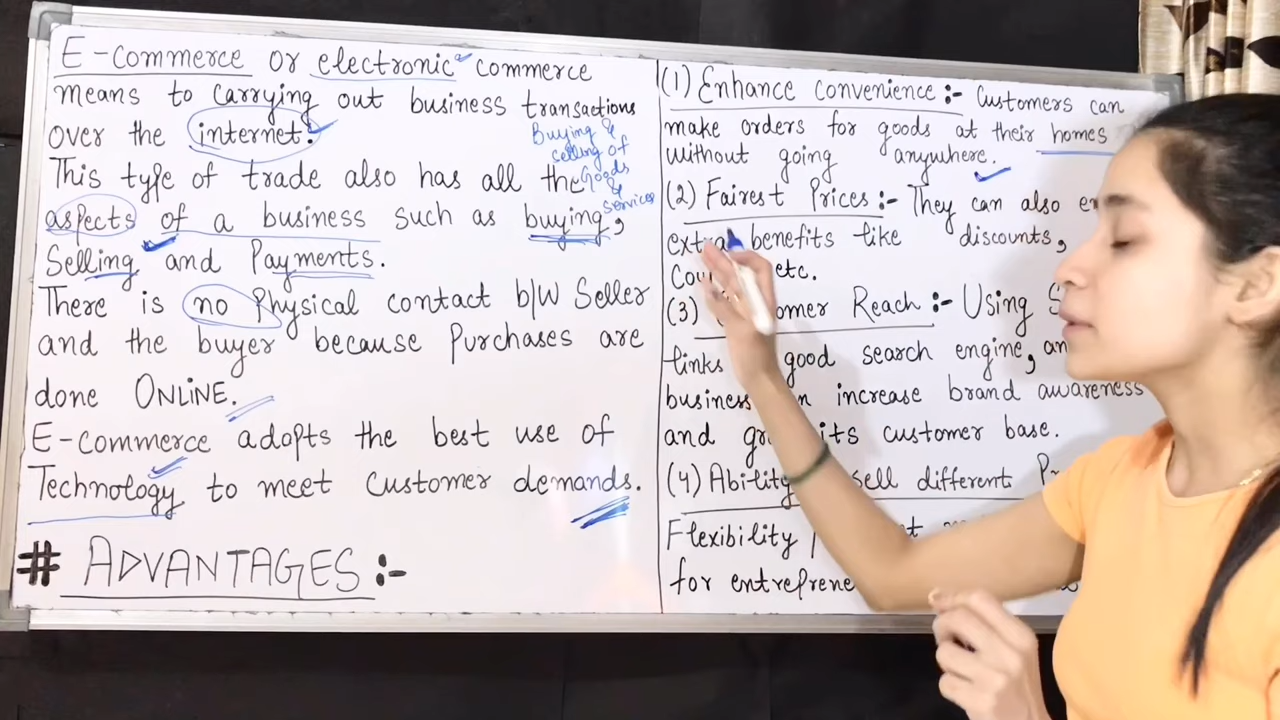 E-commerce or electronic commerce
means to carrying out business transactions
over the internet.
Buying &
selling of
Goods
&
services
This type of trade also has all the
aspects of a business such as buying,
Selling and Payments.
There is no Physical contact b/w Seller
and the buyer because Purchases are
done ONLiNE.
E-commerce adopts the best use of
Technology to meet customer demands.
# ADVANTAGES :-
(1) Enhance convenience :- Customers can
make orders for goods at their homes
without going anywhere.
(2) Fairest Prices :- They can also
extra benefits like discounts,
etc.
(3) Reach :- Using
links good search engine,
business increase brand awareness
and its customer base.
(4) Ability sell different
Flexibility
for